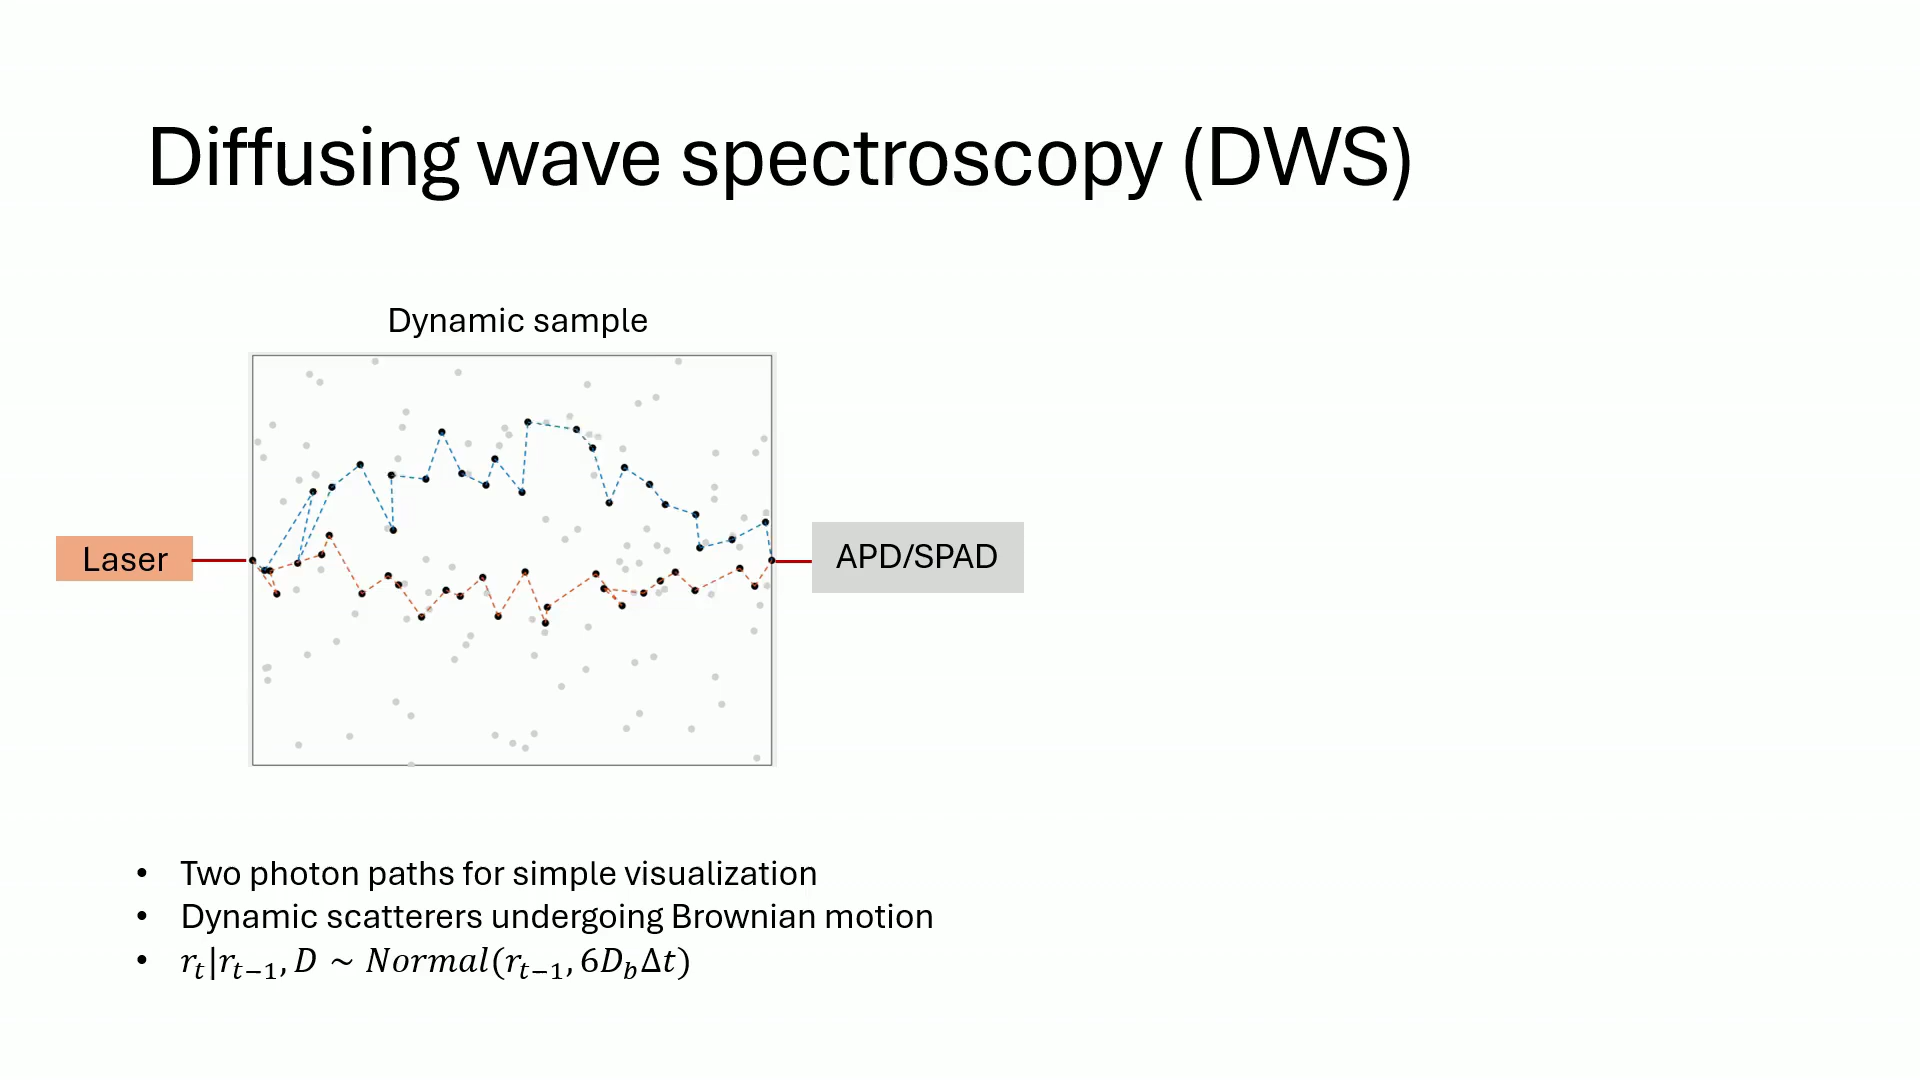 Diffusing wave spectroscopy (DWS)
Dynamic sample
Laser
APD/SPAD
• Two photon paths for simple visualization
• Dynamic scatterers undergoing Brownian motion
• r_t|r_{t−1}, D ~ Normal(r_{t−1}, 6D_bΔt)